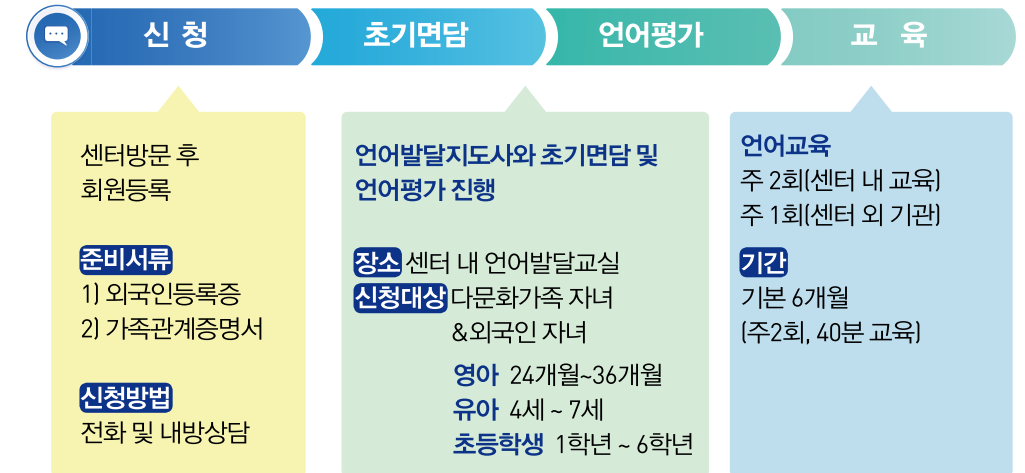 신 청
초기면담
언어평가
교 육
센터방문 후
회원등록
준비서류
1) 외국인등록증
2) 가족관계증명서
신청방법
전화 및 내방상담
언어발달지도사와 초기면담 및
언어평가 진행
장소 센터 내 언어발달교실
신청대상 다문화가족 자녀
&외국인 자녀
영아 24개월~36개월
유아 4세 ~ 7세
초등학생 1학년 ~ 6학년
언어교육
주 2회(센터 내 교육)
주 1회(센터 외 기관)
기간
기본 6개월
(주2회, 40분 교육)